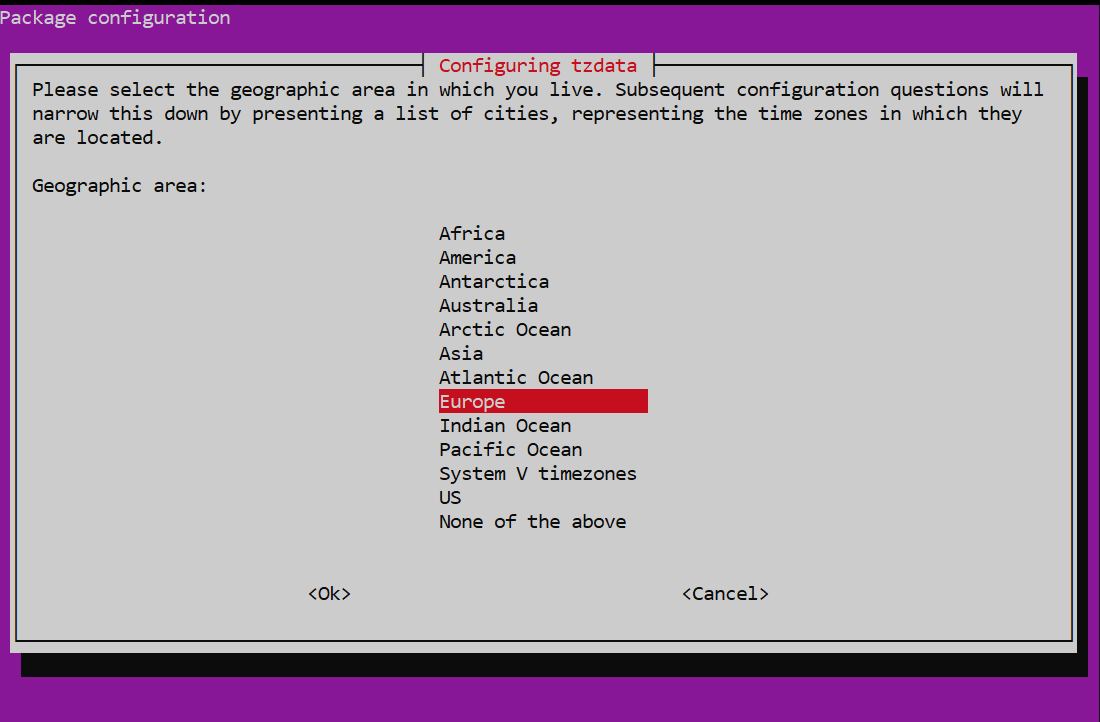 Package configuration
Configuring tzdata
Please select the geographic area in which you live. Subsequent configuration questions will
narrow this down by presenting a list of cities, representing the time zones in which they
are located.
Geographic area:
Africa
America
Antarctica
Australia
Arctic Ocean
Asia
Atlantic Ocean
Europe
Indian Ocean
Pacific Ocean
System V timezones
US
None of the above
<Ok> <Cancel>